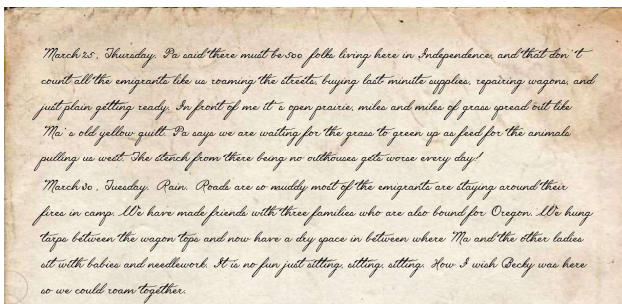 March 25, Thursday. Pa said there must be 500 folks living here in Independence, and that don't
count all the emigrants like us roaming the streets, buying last-minute supplies, repairing wagons, and
just plain getting ready. In front of me it's open prairie, miles and miles of grass spread out like
Ma's old yellow quilt. Pa says we are waiting for the grass to green up as feed for the animals
pulling us west. The stench from there being no outhouses gets worse every day!
March 30, Tuesday. Rain. Roads are so muddy most of the emigrants are staying around their
fires in camp. We have made friends with three families who are also bound for Oregon. We hung
tarps between the wagon tops and now have a dry space in between where Ma and the other ladies
sit with babies and needlework. It is no fun just sitting, sitting, sitting. How I wish Becky was here
so we could roam together.